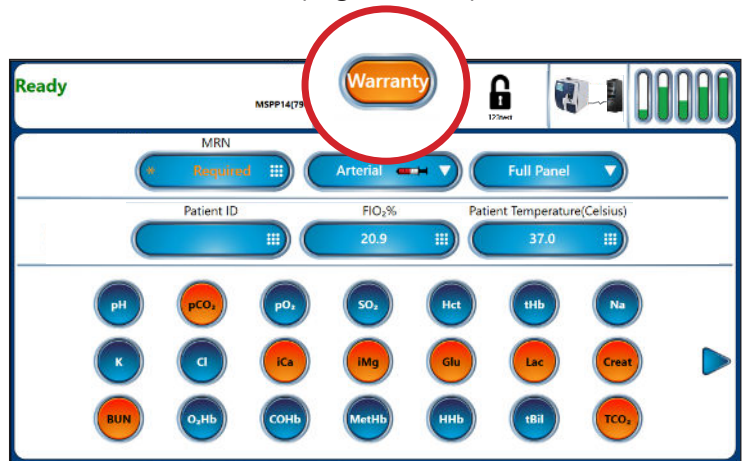 Warranty
Ready
MSPP14(79
123test
MRN
* Required
Arterial
Full Panel
Patient ID
FIO₂%
Patient Temperature(Celsius)
20.9
37.0
pH
pCO₂
pO₂
SO₂
Hct
tHb
Na
K
Cl
iCa
iMg
Glu
Lac
Creat
BUN
O₂Hb
COHb
MetHb
HHb
tBil
TCO₂